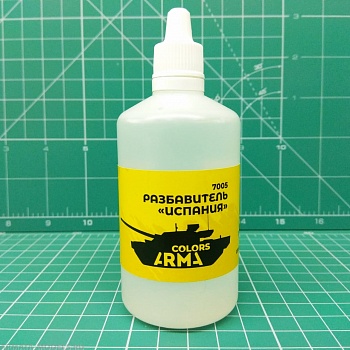 7005
РАЗБАВИТЕЛЬ
«ИСПАНИЯ»
COLORS
ARMA